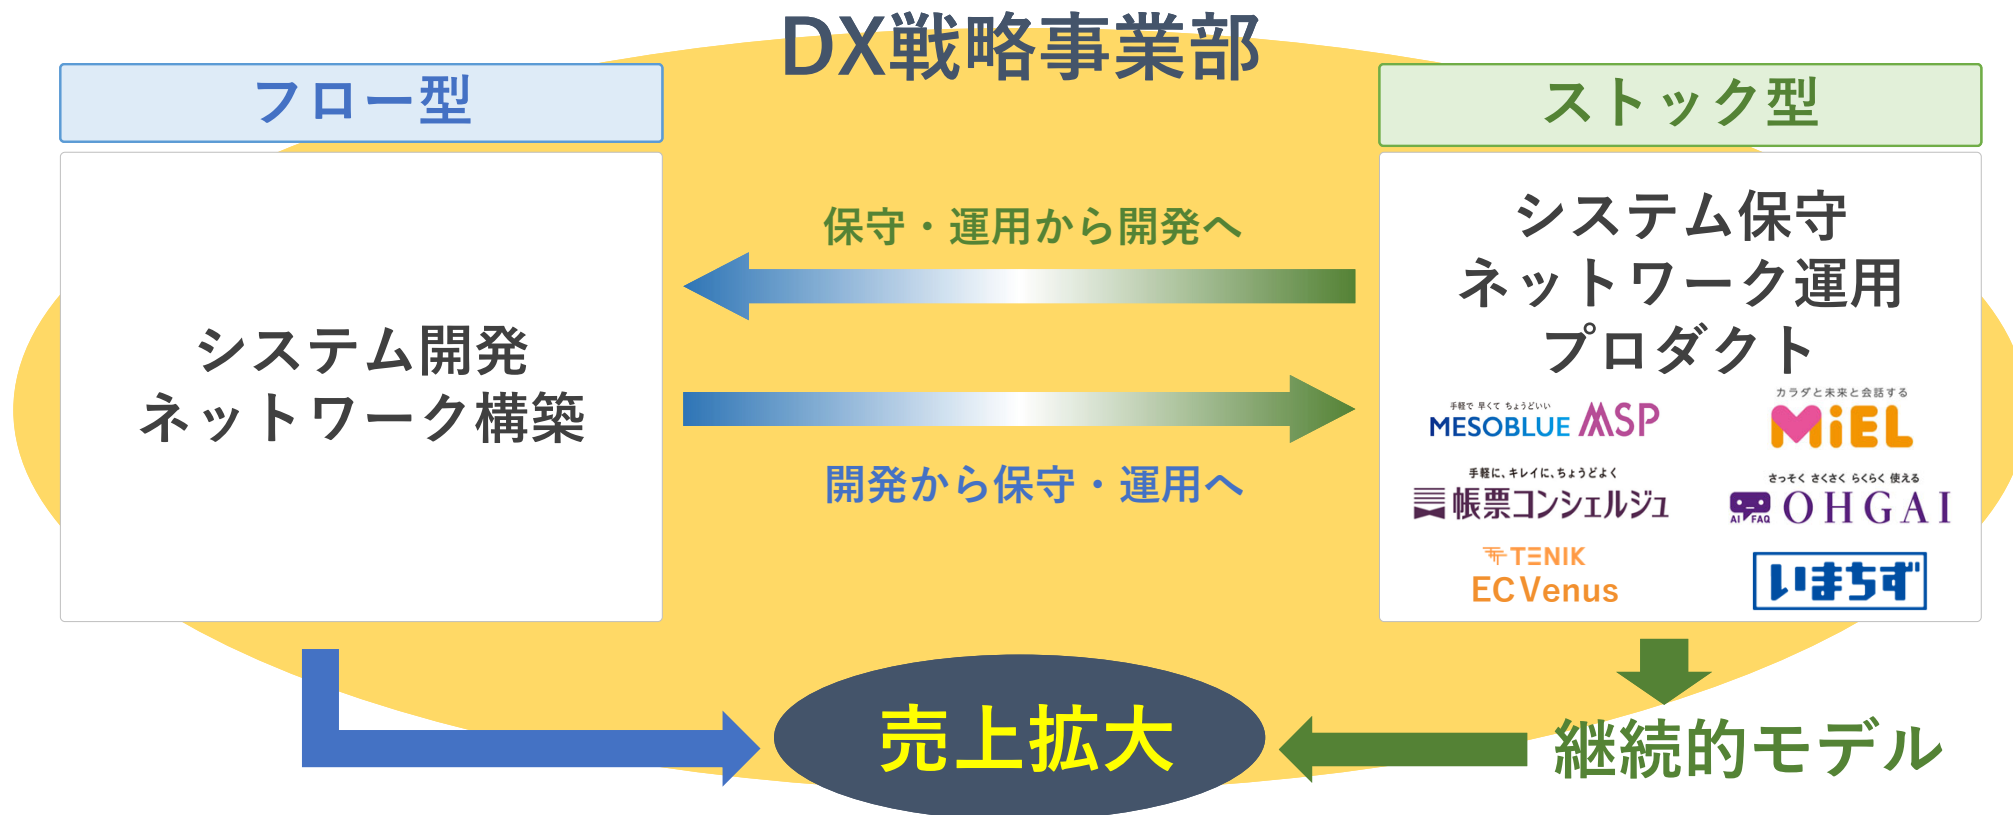 DX戦略事業部
フロー型
システム開発
ネットワーク構築
保守・運用から開発へ
開発から保守・運用へ
ストック型
システム保守
ネットワーク運用
プロダクト
手軽で 早くて ちょうどいい
MESOBLUE MSP
カラダと未来と会話する
MiEL
手軽に、キレイに、ちょうどよく
帳票コンシェルジュ
さっそく さくさく らくらく 使える
AI FAQ OHGAI
TENIK
EC Venus
いまちず
売上拡大
継続的モデル